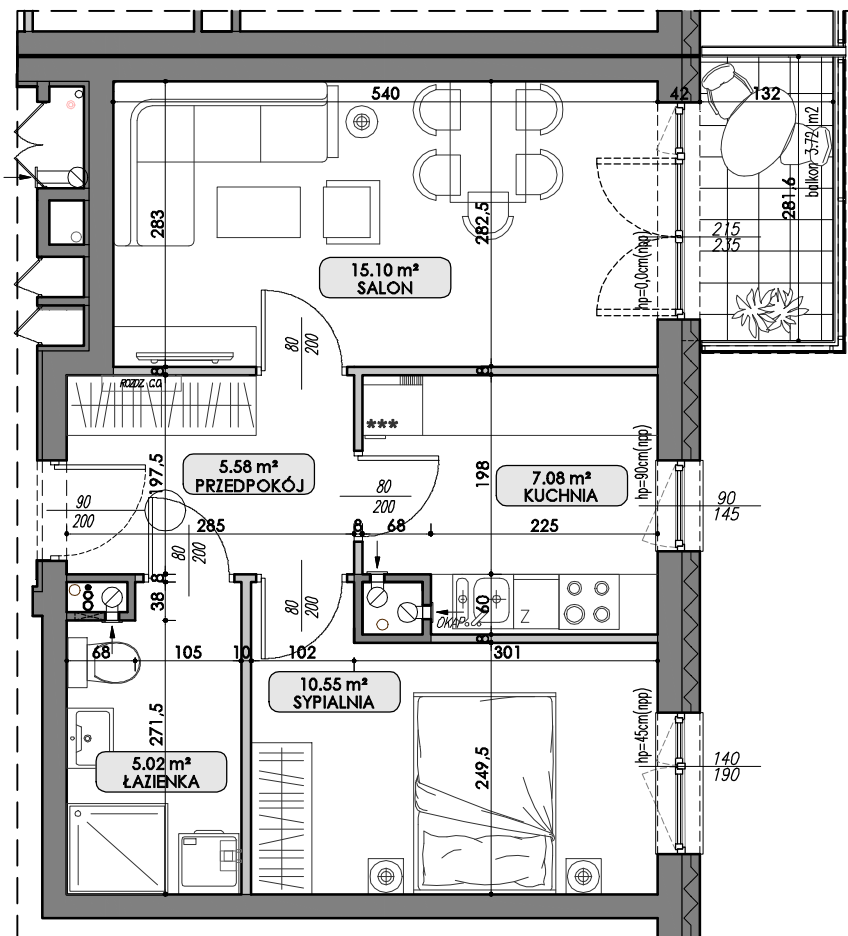 540
42
132
balkon 3.72 m2
283
282,5
281,6
215
235
hp=0,0cm(npp)
15.10 m²
SALON
80
200
ROZDZ. C.O.
***
197,5
5.58 m²
PRZEDPOKÓJ
198
7.08 m²
KUCHNIA
hp=90cm(npp)
90
200
80
200
90
145
285
68
225
80
200
38
80
200
60
OKAP
Z
68
105
10
102
301
10.55 m²
SYPIALNIA
hp=45cm(npp)
271,5
5.02 m²
ŁAZIENKA
249,5
140
190